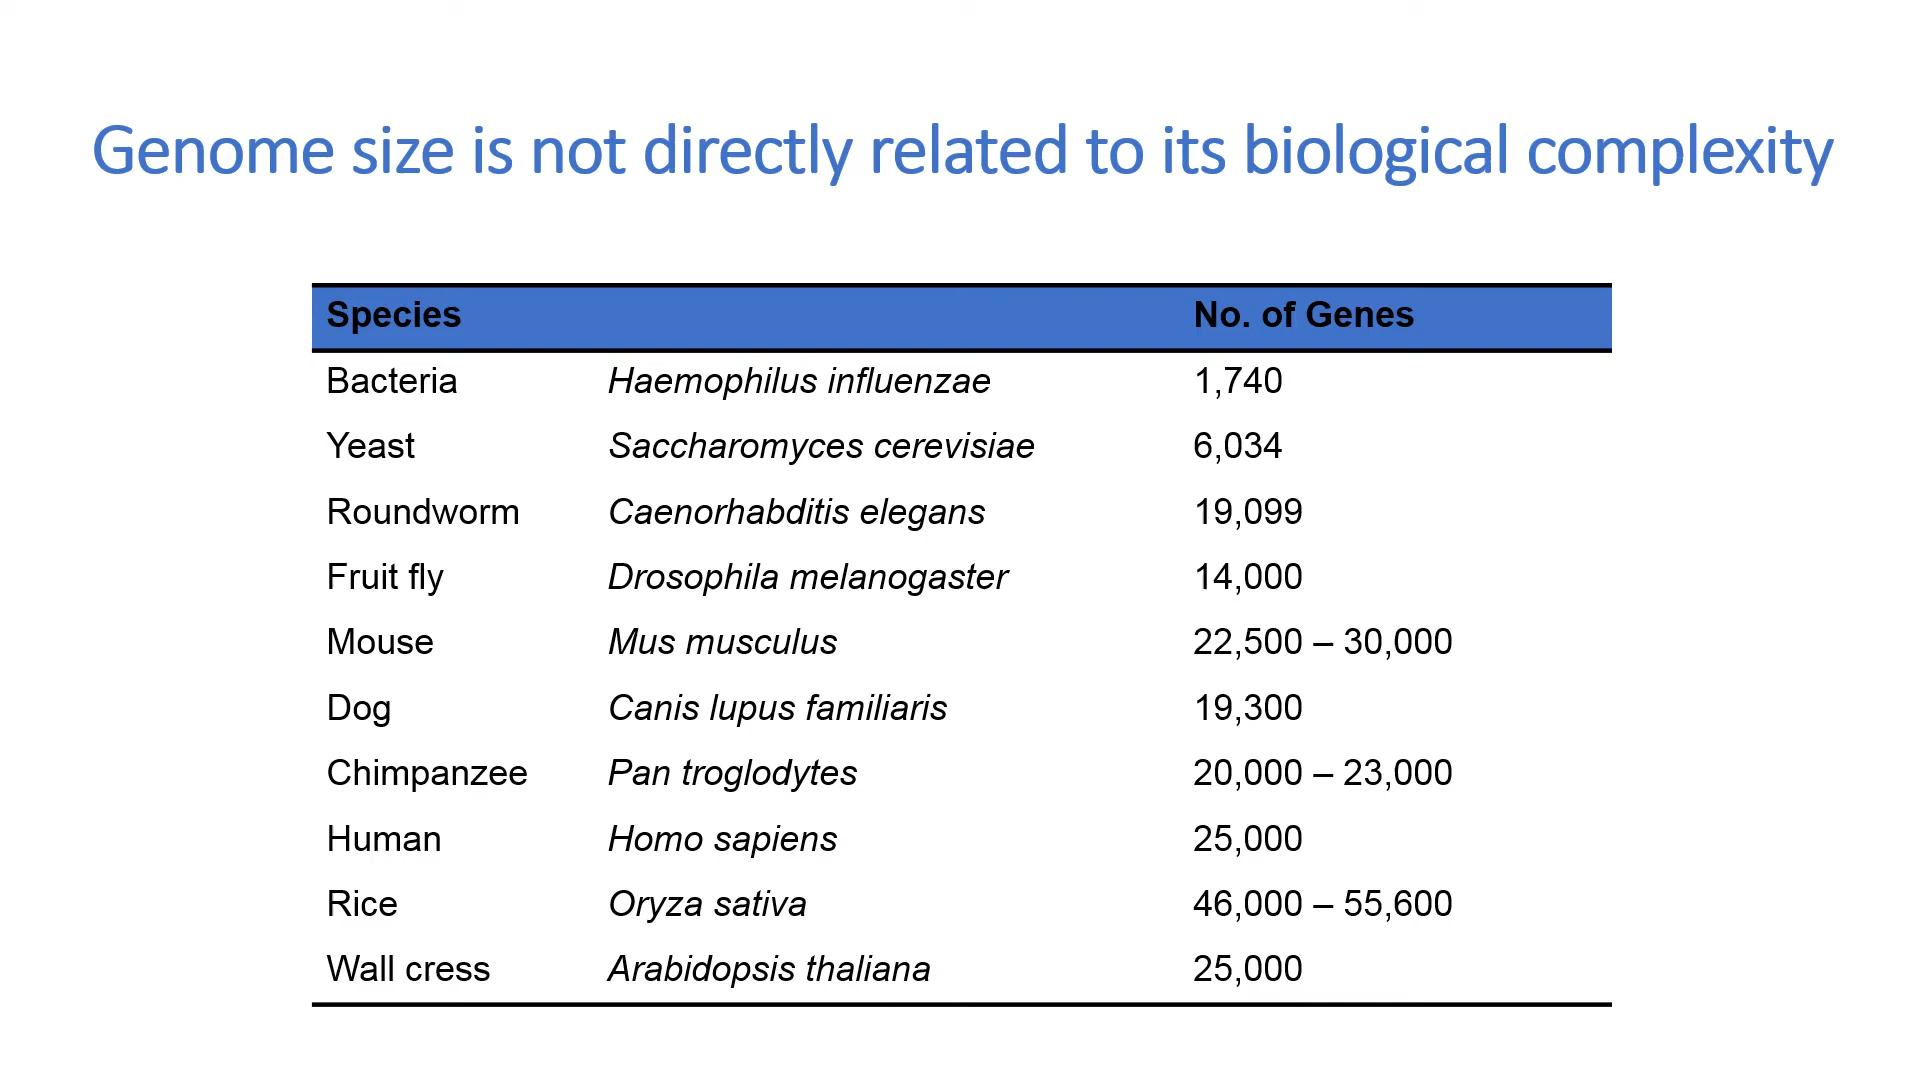 Genome size is not directly related to its biological complexity
Species No. of Genes
Bacteria Haemophilus influenzae 1,740
Yeast Saccharomyces cerevisiae 6,034
Roundworm Caenorhabditis elegans 19,099
Fruit fly Drosophila melanogaster 14,000
Mouse Mus musculus 22,500 – 30,000
Dog Canis lupus familiaris 19,300
Chimpanzee Pan troglodytes 20,000 – 23,000
Human Homo sapiens 25,000
Rice Oryza sativa 46,000 – 55,600
Wall cress Arabidopsis thaliana 25,000